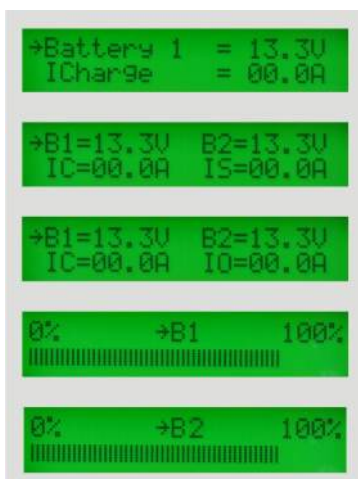 →Battery 1 = 13.3V
ICharge = 00.0A
→B1=13.3V B2=13.3V
IC=00.0A IS=00.0A
→B1=13.3V B2=13.3V
IC=00.0A IO=00.0A
0% →B1 100%
0% →B2 100%